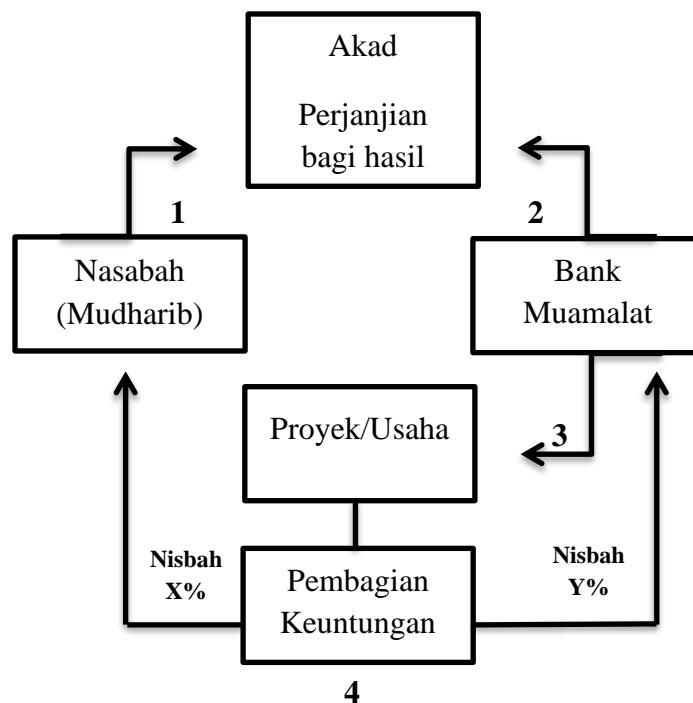 Akad
Perjanjian
bagi hasil
1
2
Nasabah
(Mudharib)
Bank
Muamalat
Proyek/Usaha
3
Nisbah
X%
Pembagian
Keuntungan
Nisbah
Y%
4